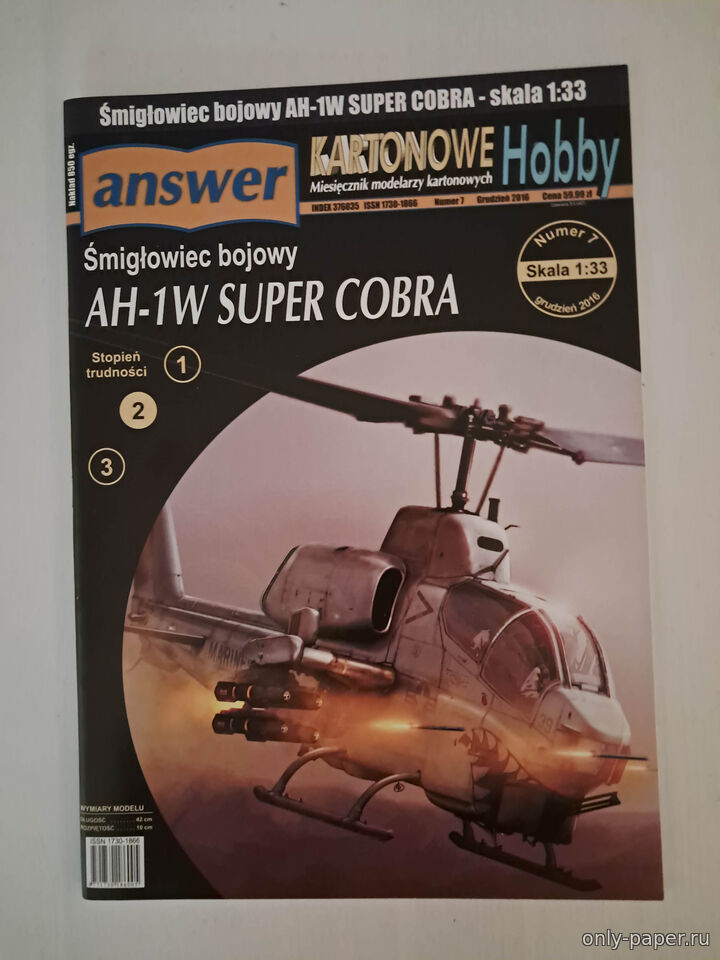 Śmigłowiec bojowy AH-1W SUPER COBRA - skala 1:33
Nakład 850 egz.
answer
KARTONOWE Hobby
Miesięcznik modelarzy kartonowych
INDEX 376635 ISSN 1730-1866 Numer 7 Grudzień 2016 Cena 59,99 zł
Śmigłowiec bojowy
AH-1W SUPER COBRA
Numer 7
Skala 1:33
grudzień 2016
Stopień
trudności
1
2
3
MARINE
39
WYMIARY MODELU
DŁUGOŚĆ ........ 42 cm
ROZPIĘTOŚĆ ..... 10 cm
ISSN 1730-1866
only-paper.ru